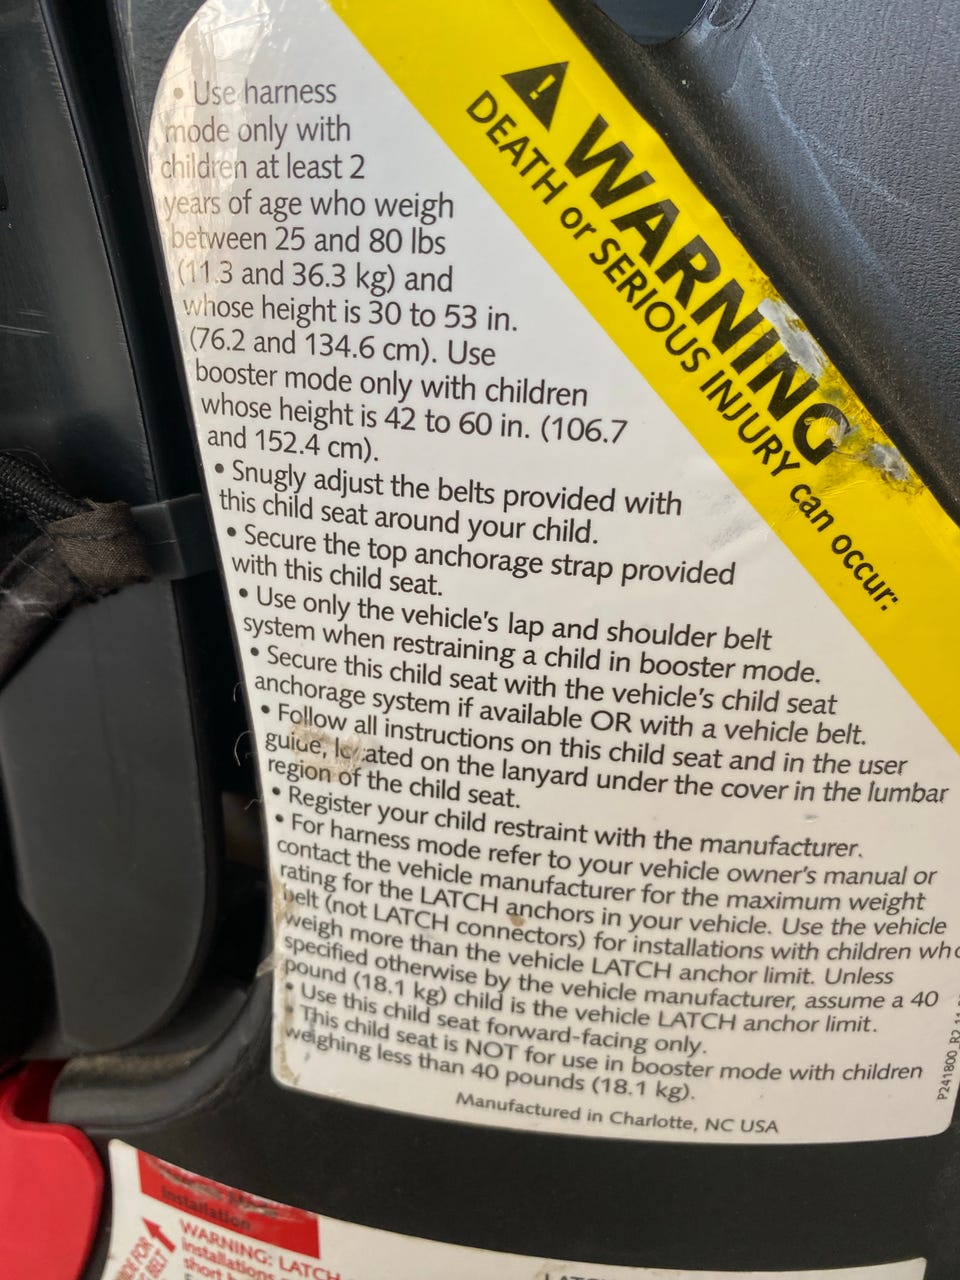 WARNING
DEATH or SERIOUS INJURY can occur:
• Use harness
mode only with
children at least 2
years of age who weigh
between 25 and 80 lbs
(11.3 and 36.3 kg) and
whose height is 30 to 53 in.
(76.2 and 134.6 cm). Use
booster mode only with children
whose height is 42 to 60 in. (106.7
and 152.4 cm).
• Snugly adjust the belts provided with
this child seat around your child.
• Secure the top anchorage strap provided
with this child seat.
• Use only the vehicle's lap and shoulder belt
system when restraining a child in booster mode.
• Secure this child seat with the vehicle's child seat
anchorage system if available OR with a vehicle belt.
• Follow all instructions on this child seat and in the user
guide, located on the lanyard under the cover in the lumbar
region of the child seat.
• Register your child restraint with the manufacturer.
• For harness mode refer to your vehicle owner's manual or
contact the vehicle manufacturer for the maximum weight
rating for the LATCH anchors in your vehicle. Use the vehicle
belt (not LATCH connectors) for installations with children who
weigh more than the vehicle LATCH anchor limit. Unless
specified otherwise by the vehicle manufacturer, assume a 40
pound (18.1 kg) child is the vehicle LATCH anchor limit.
• Use this child seat forward-facing only.
• This child seat is NOT for use in booster mode with children
weighing less than 40 pounds (18.1 kg).
Manufactured in Charlotte, NC USA
P241800_R2
Installation
WARNING: LATCH
installations
short
FOR
BELT